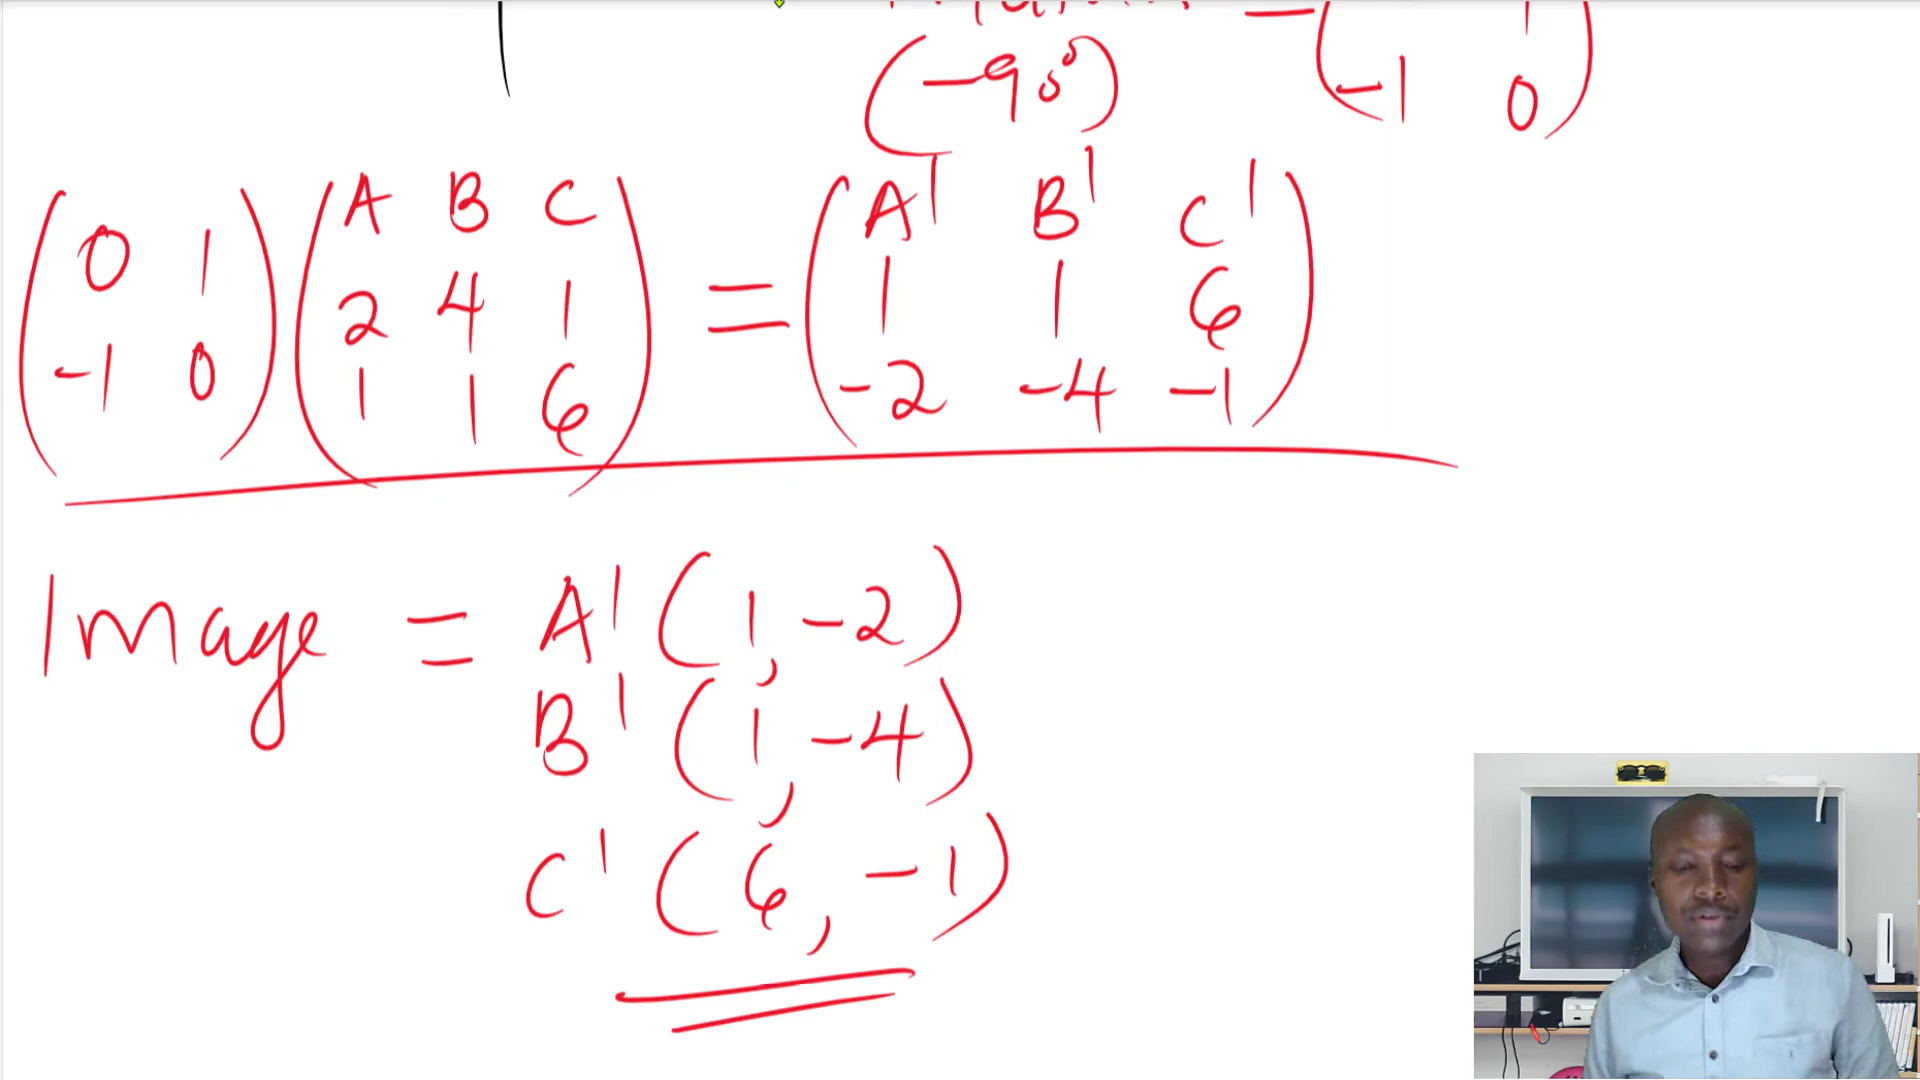 (-90°)
-1 0
A B C
A' B' C'
0 1 2 4 1 = 1 1 6
-1 0 1 1 6 -2 -4 -1
Image = A' (1, -2)
B' (1, -4)
C' (6, -1)